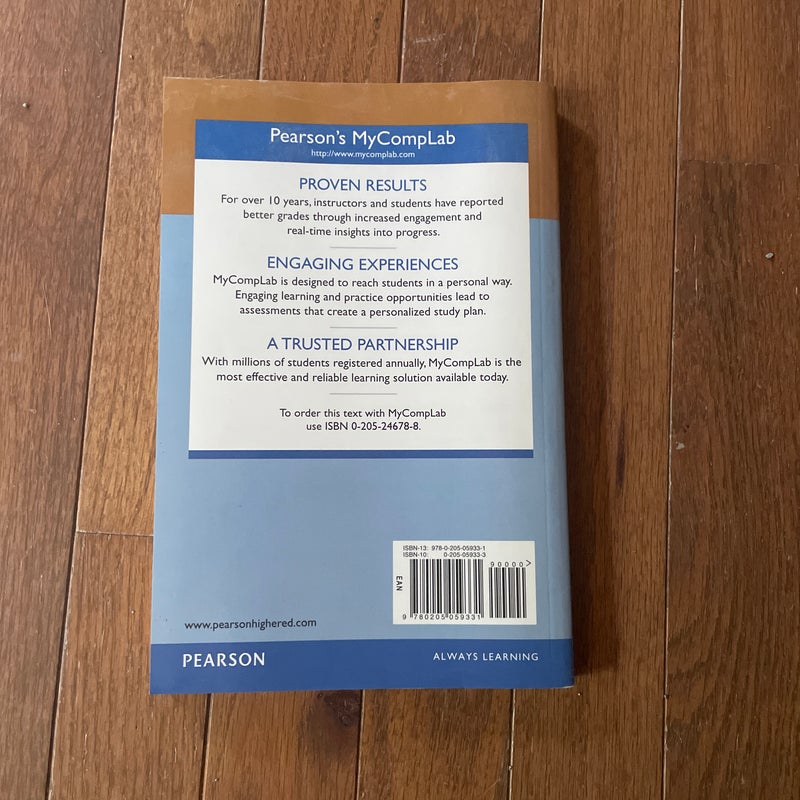 Pearson's MyCompLab
http://www.mycomplab.com
PROVEN RESULTS
For over 10 years, instructors and students have reported
better grades through increased engagement and
real-time insights into progress.
ENGAGING EXPERIENCES
MyCompLab is designed to reach students in a personal way.
Engaging learning and practice opportunities lead to
assessments that create a personalized study plan.
A TRUSTED PARTNERSHIP
With millions of students registered annually, MyCompLab is the
most effective and reliable learning solution available today.
To order this text with MyCompLab
use ISBN 0-205-24678-8.
ISBN-13: 978-0-205-05933-1
ISBN-10: 0-205-05933-3
90000>
EAN
9 780205 059331
www.pearsonhighered.com
PEARSON
ALWAYS LEARNING